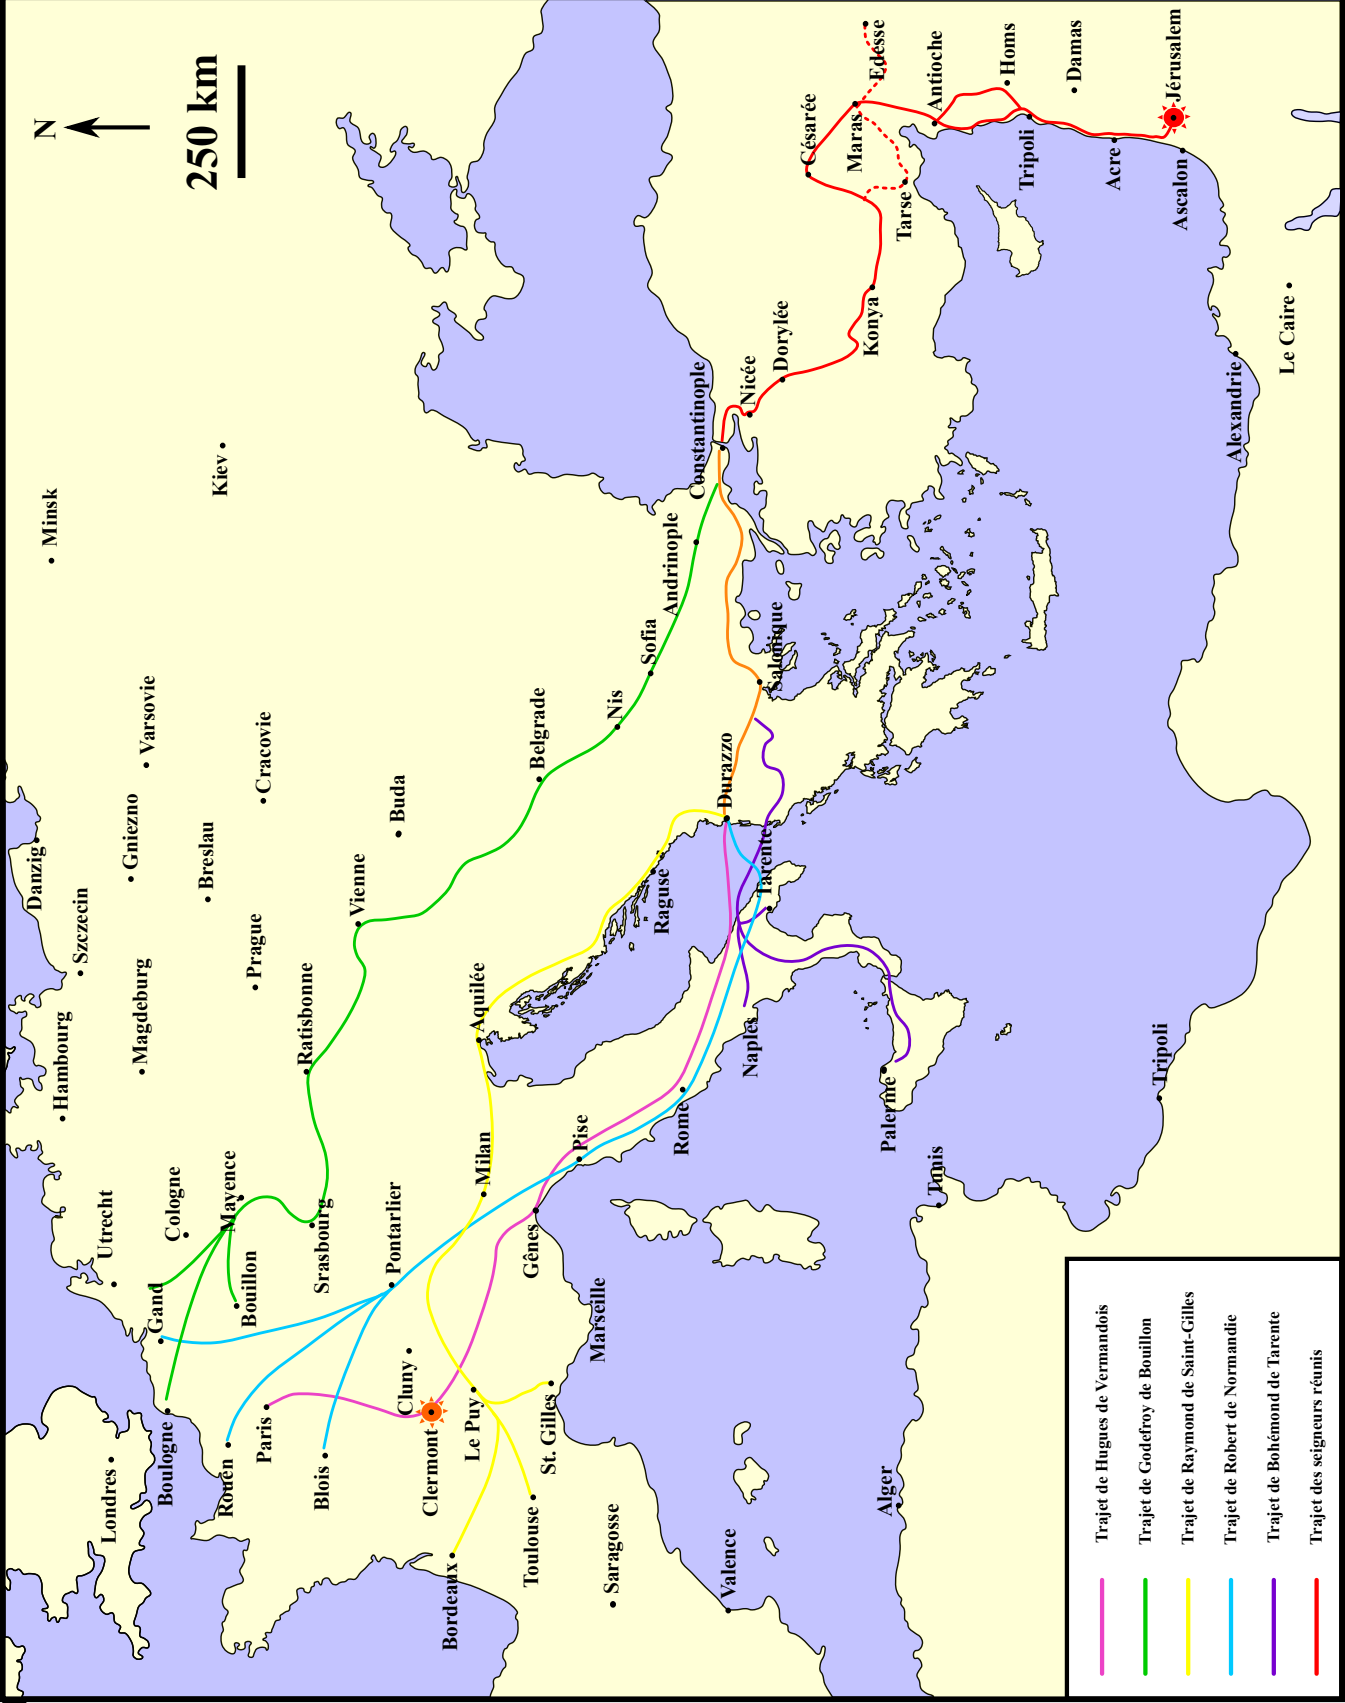 N
250 km
Minsk
Kiev
Danzig
Varsovie
Gniezno
Szczecin
Breslau
Cracovie
Hambourg
Magdeburg
Prague
Buda
Vienne
Ratisbonne
Utrecht
Cologne
Mayence
Srasbourg
Bouillon
Gand
Londres
Boulogne
Rouen
Paris
Blois
Pontarlier
Cluny
Clermont
Le Puy
St. Gilles
Bordeaux
Toulouse
Saragosse
Valence
Marseille
Gênes
Milan
Pise
Aquilée
Rome
Naples
Tarente
Palerme
Raguse
Durazzo
Belgrade
Nis
Sofia
Andrinople
Salonique
Constantinople
Nicée
Dorylée
Konya
Césarée
Maras
Edesse
Tarse
Antioche
Homs
Tripoli
Damas
Acre
Jérusalem
Ascalon
Alexandrie
Le Caire
Tripoli
Tunis
Alger
Trajet de Hugues de Vermandois
Trajet de Godefroy de Bouillon
Trajet de Raymond de Saint-Gilles
Trajet de Robert de Normandie
Trajet de Bohémond de Tarente
Trajet des seigneurs réunis